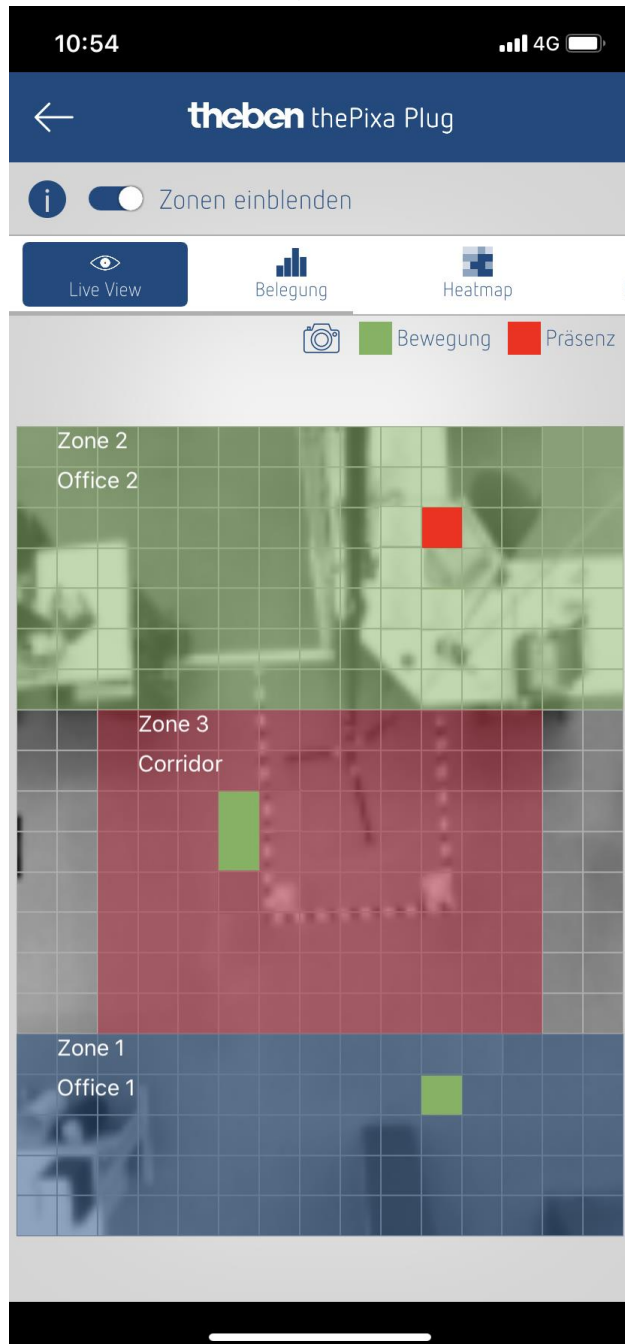 10:54
4G
theben thePixa Plug
i Zonen einblenden
Live View
Belegung
Heatmap
Bewegung
Präsenz
Zone 2
Office 2
Zone 3
Corridor
Zone 1
Office 1